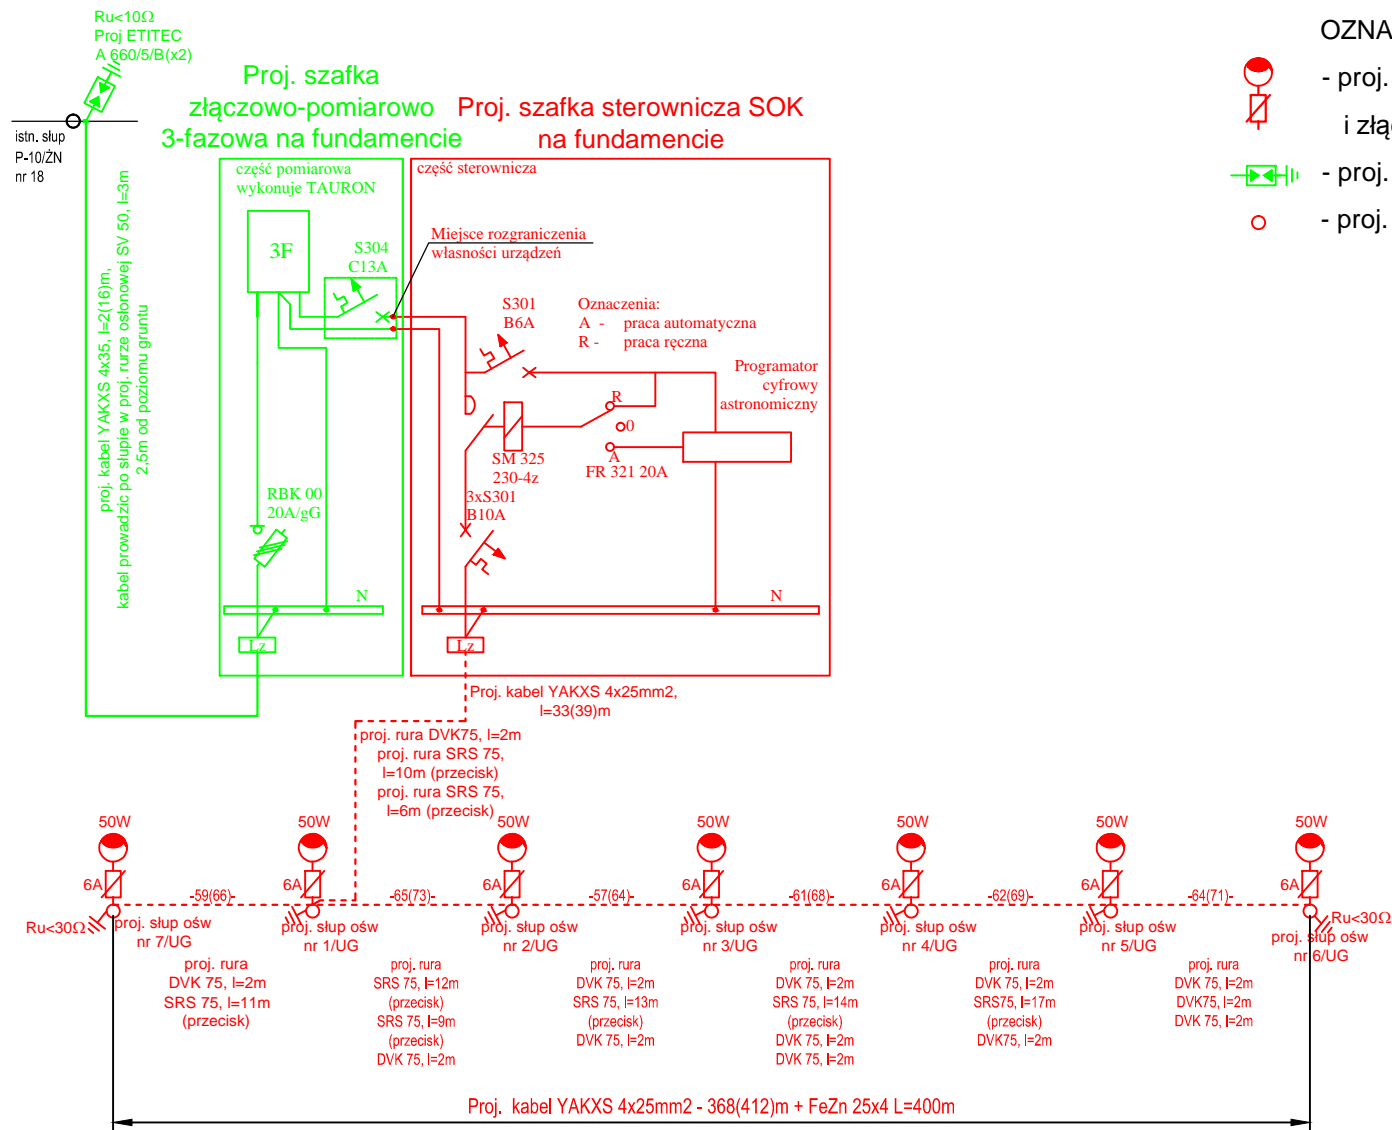 Ru<10Ω
Proj ETITEC
A 660/5/B(x2)
istn. słup
P-10/ŻN
nr 18
Proj. szafka
złączowo-pomiarowo
3-fazowa na fundamencie
Proj. szafka sterownicza SOK
na fundamencie
OZNA
- proj.
i złą
- proj.
- proj.
proj. kabel YAKXS 4x35, l=2(16)m,
kabel prowadzic po słupie w proj. rurze osłonowej SV 50, l=3m
2,5m od poziomu gruntu
część pomiarowa
wykonuje TAURON
3F
S304
C13A
RBK 00
20A/gG
N
Lz
część sterownicza
Miejsce rozgraniczenia
własności urządzeń
S301
B6A
Oznaczenia:
A - praca automatyczna
R - praca ręczna
Programator
cyfrowy
astronomiczny
R
0
A
FR 321 20A
SM 325
230-4z
3xS301
B10A
N
Lz
Proj. kabel YAKXS 4x25mm2,
l=33(39)m
proj. rura DVK75, l=2m
proj. rura SRS 75,
l=10m (przecisk)
proj. rura SRS 75,
l=6m (przecisk)
50W 50W 50W 50W 50W 50W 50W
6A 6A 6A 6A 6A 6A 6A
-59(66)- -65(73)- -57(64)- -61(68)- -62(69)- -64(71)-
Ru<30Ω
proj. słup ośw
nr 7/UG
proj. słup ośw
nr 1/UG
proj. słup ośw
nr 2/UG
proj. słup ośw
nr 3/UG
proj. słup ośw
nr 4/UG
proj. słup ośw
nr 5/UG
Ru<30Ω
proj. słup ośw
nr 6/UG
proj. rura
DVK 75, l=2m
SRS 75, l=11m
(przecisk)
proj. rura
SRS 75, l=12m
(przecisk)
SRS 75, l=9m
(przecisk)
DVK 75, l=2m
proj. rura
DVK 75, l=2m
SRS 75, l=13m
(przecisk)
DVK 75, l=2m
proj. rura
DVK 75, l=2m
SRS 75, l=14m
(przecisk)
DVK 75, l=2m
DVK 75, l=2m
proj. rura
DVK 75, l=2m
SRS75, l=17m
(przecisk)
DVK75, l=2m
proj. rura
DVK 75, l=2m
DVK75, l=2m
DVK 75, l=2m
Proj. kabel YAKXS 4x25mm2 - 368(412)m + FeZn 25x4 L=400m